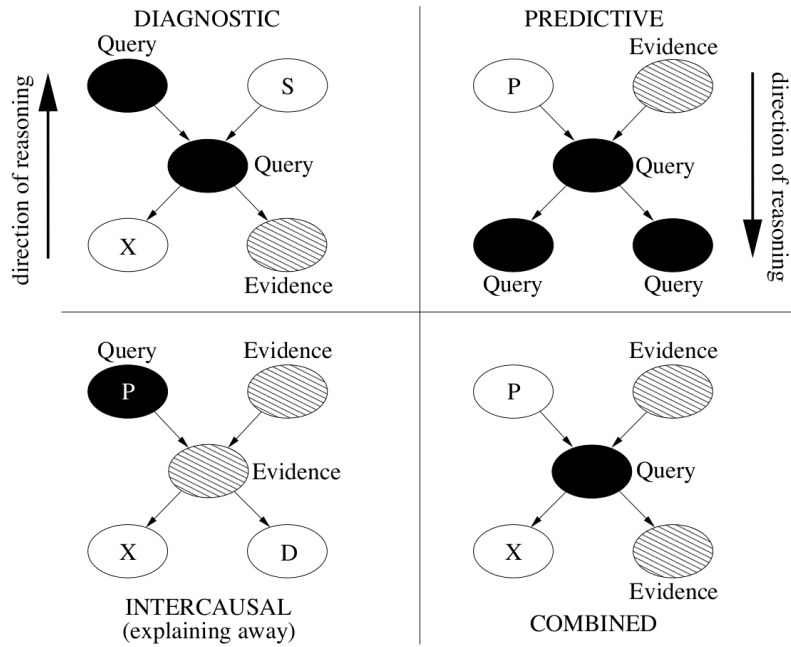 DIAGNOSTIC
Query
S
Query
X
Evidence
direction of reasoning
PREDICTIVE
Evidence
P
Query
Query
Query
direction of reasoning
Query
Evidence
P
Evidence
X
D
INTERCAUSAL
(explaining away)
Evidence
P
Query
X
Evidence
COMBINED